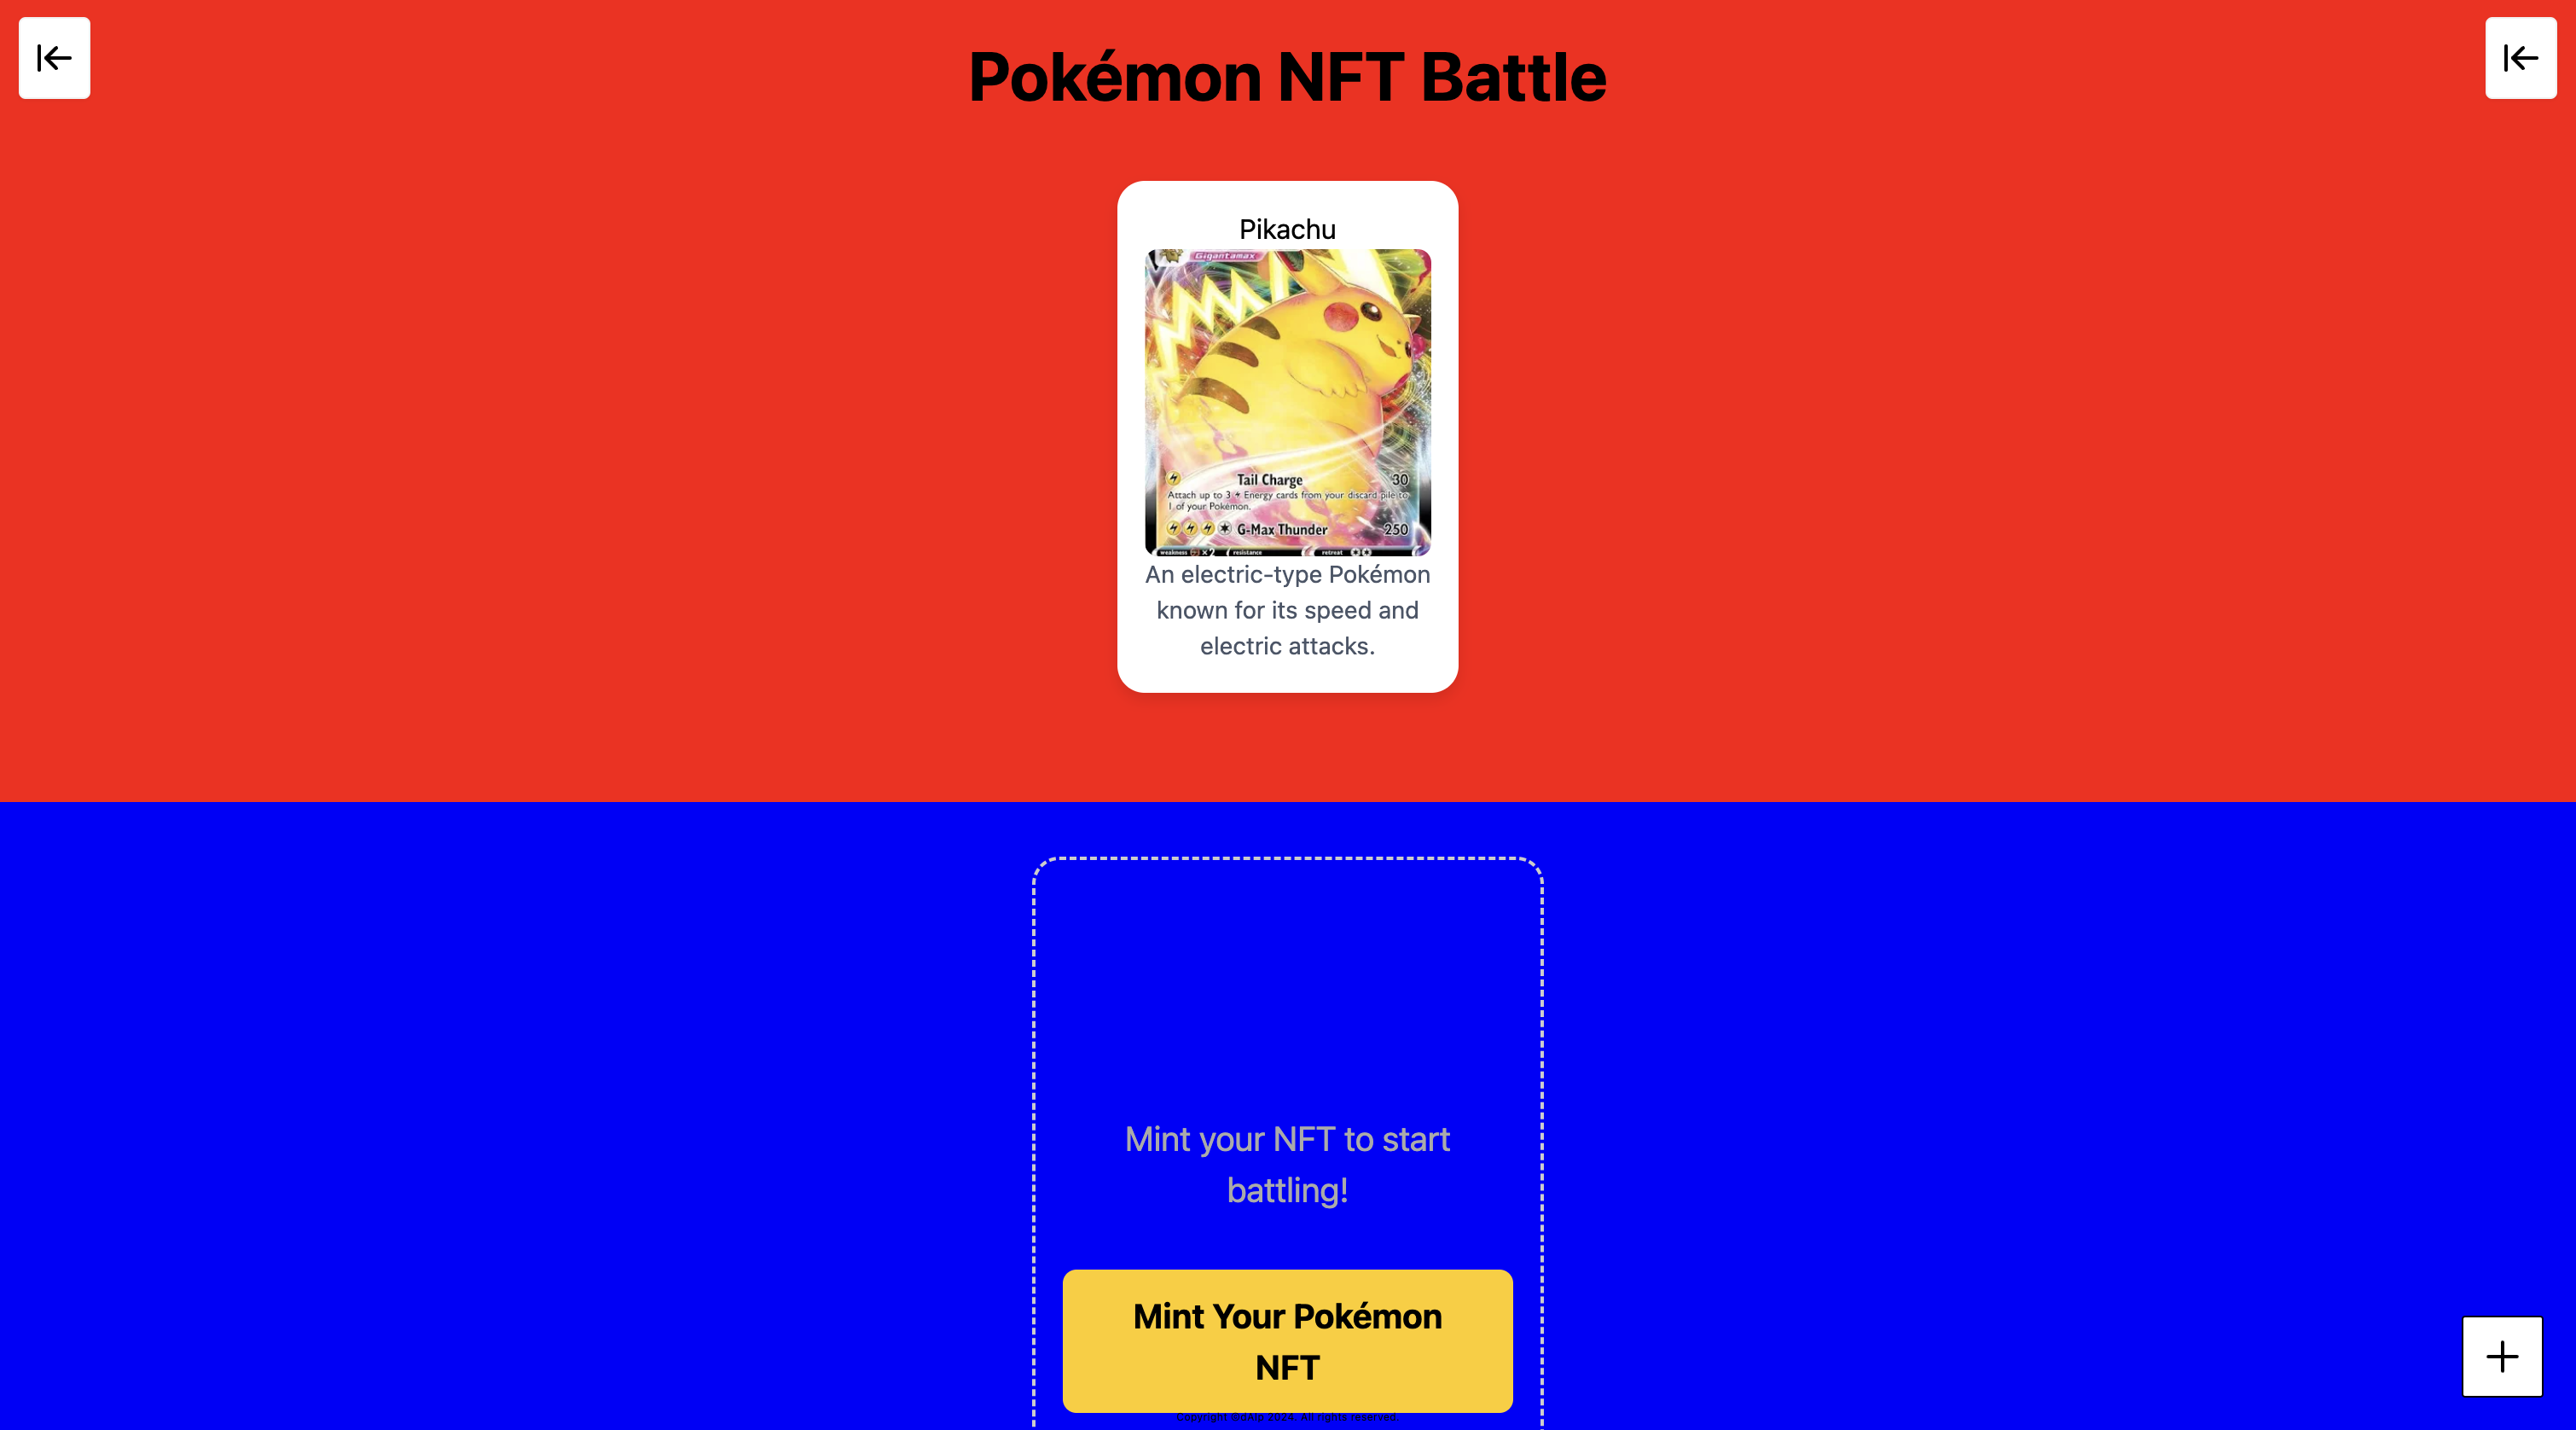 Pokémon NFT Battle
Pikachu
Gigantamax
Tail Charge 30
Attach up to 3 Energy cards from your discard pile to
1 of your Pokémon.
G-Max Thunder 250
weakness ×2 resistance retreat
An electric-type Pokémon
known for its speed and
electric attacks.
Mint your NFT to start
battling!
Mint Your Pokémon
NFT
Copyright ©dAIp 2024. All rights reserved.